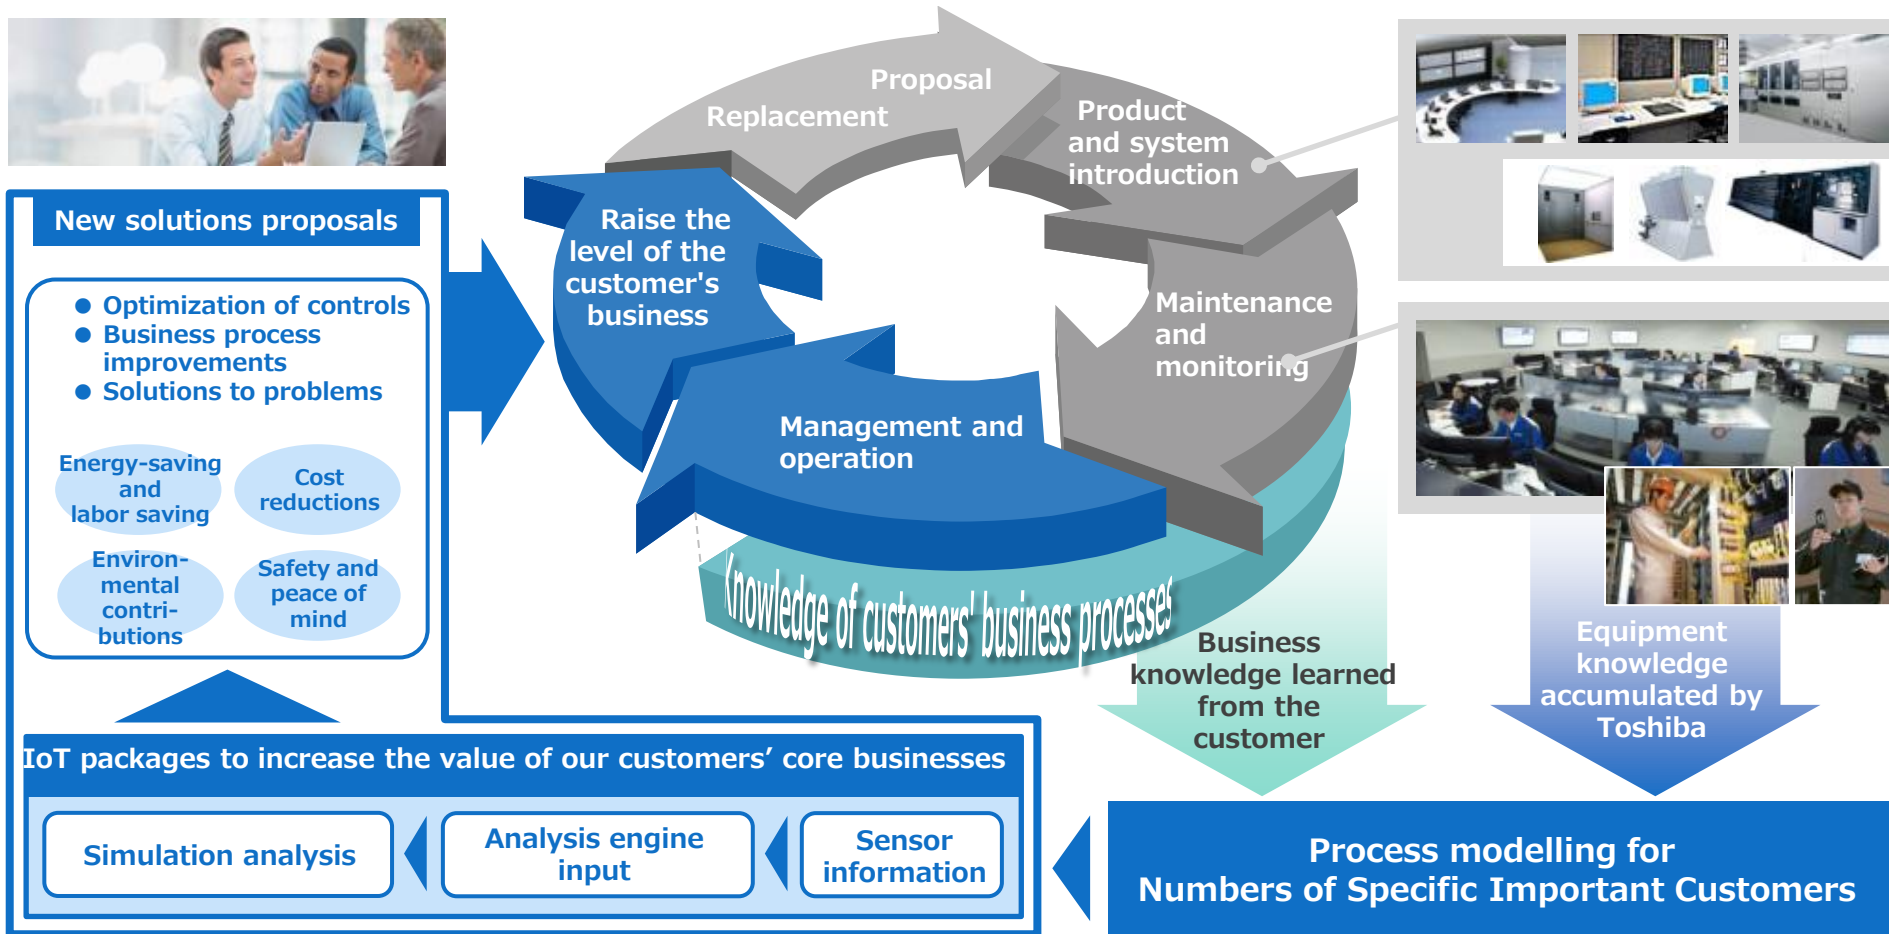 Proposal
Replacement
Product
and system
introduction
Raise the
level of the
customer's
business
Maintenance
and
monitoring
Management and
operation
Knowledge of customers' business processes
New solutions proposals
● Optimization of controls
● Business process
improvements
● Solutions to problems
Energy-saving
and
labor saving
Cost
reductions
Environ-
mental
contri-
butions
Safety and
peace of
mind
Business
knowledge learned
from the
customer
Equipment
knowledge
accumulated by
Toshiba
IoT packages to increase the value of our customers’ core businesses
Simulation analysis
Analysis engine
input
Sensor
information
Process modelling for
Numbers of Specific Important Customers